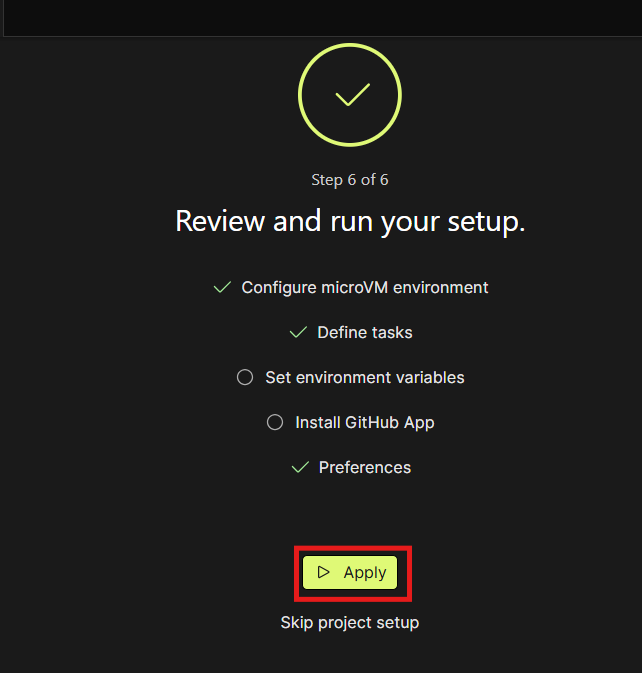 Step 6 of 6
Review and run your setup.
Configure microVM environment
Define tasks
Set environment variables
Install GitHub App
Preferences
Apply
Skip project setup